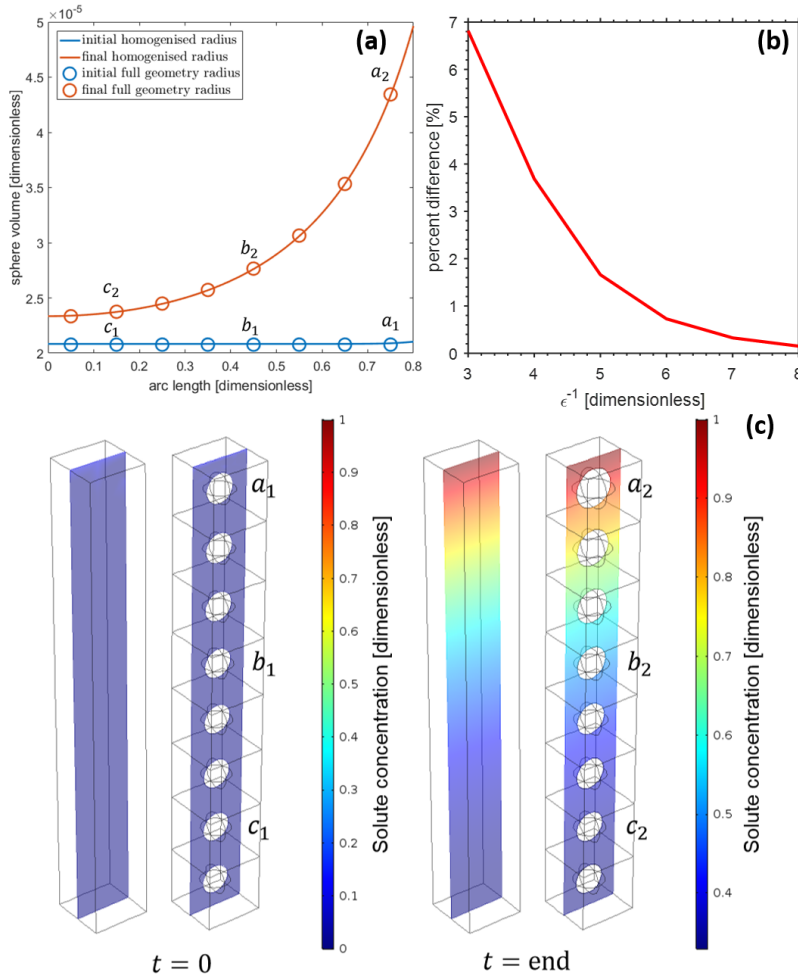 ×10⁻⁵
(a)
initial homogenised radius
final homogenised radius
initial full geometry radius
final full geometry radius
sphere volume [dimensionless]
5
4.5
4
3.5
3
2.5
2
a₂
b₂
c₂
c₁
b₁
a₁
0 0.1 0.2 0.3 0.4 0.5 0.6 0.7 0.8
arc length [dimensionless]
(b)
percent difference [%]
7
6
5
4
3
2
1
0
3 4 5 6 7 8
ϵ⁻¹ [dimensionless]
(c)
a₁
b₁
c₁
1
0.9
0.8
0.7
0.6
0.5
0.4
0.3
0.2
0.1
0
Solute concentration [dimensionless]
t = 0
a₂
b₂
c₂
1
0.9
0.8
0.7
0.6
0.5
0.4
Solute concentration [dimensionless]
t = end